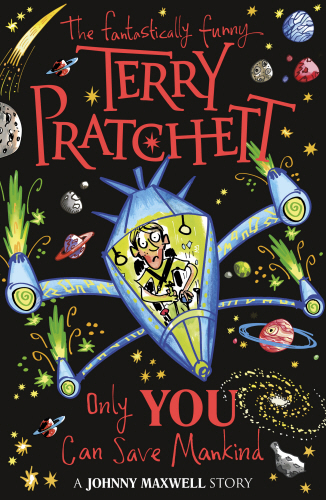 The fantastically funny
TERRY
PRATCHETT
Only YOU
Can Save Mankind
A JOHNNY MAXWELL STORY